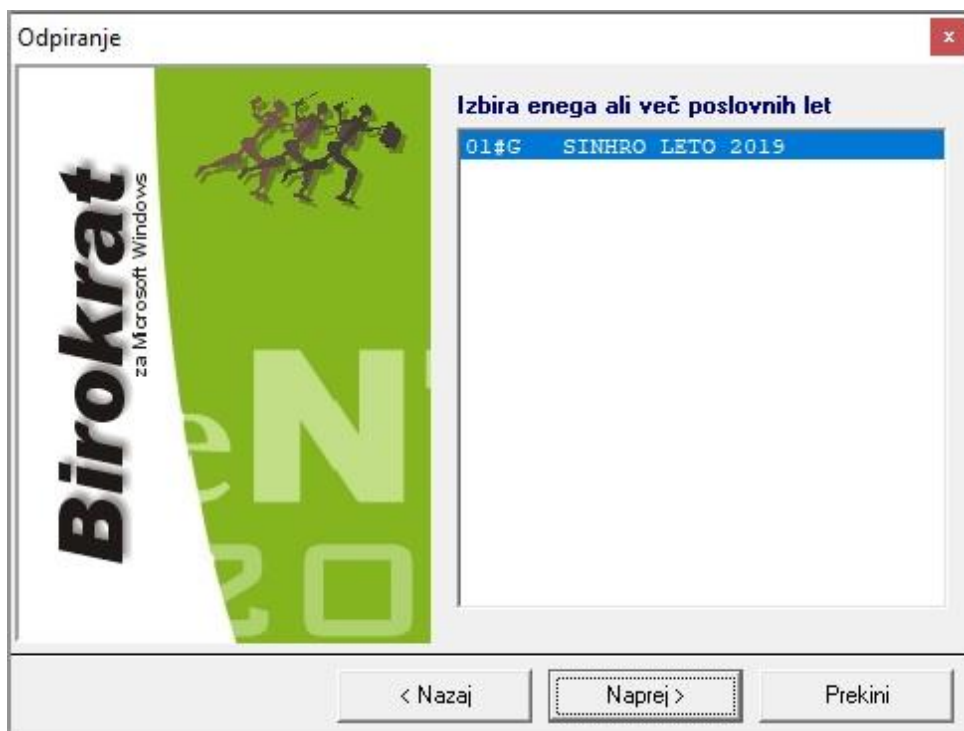 Odpiranje
x
Birokrat
za Microsoft Windows
eN
20
Izbira enega ali več poslovnih let
01#G SINHRO LETO 2019
< Nazaj
Naprej >
Prekini